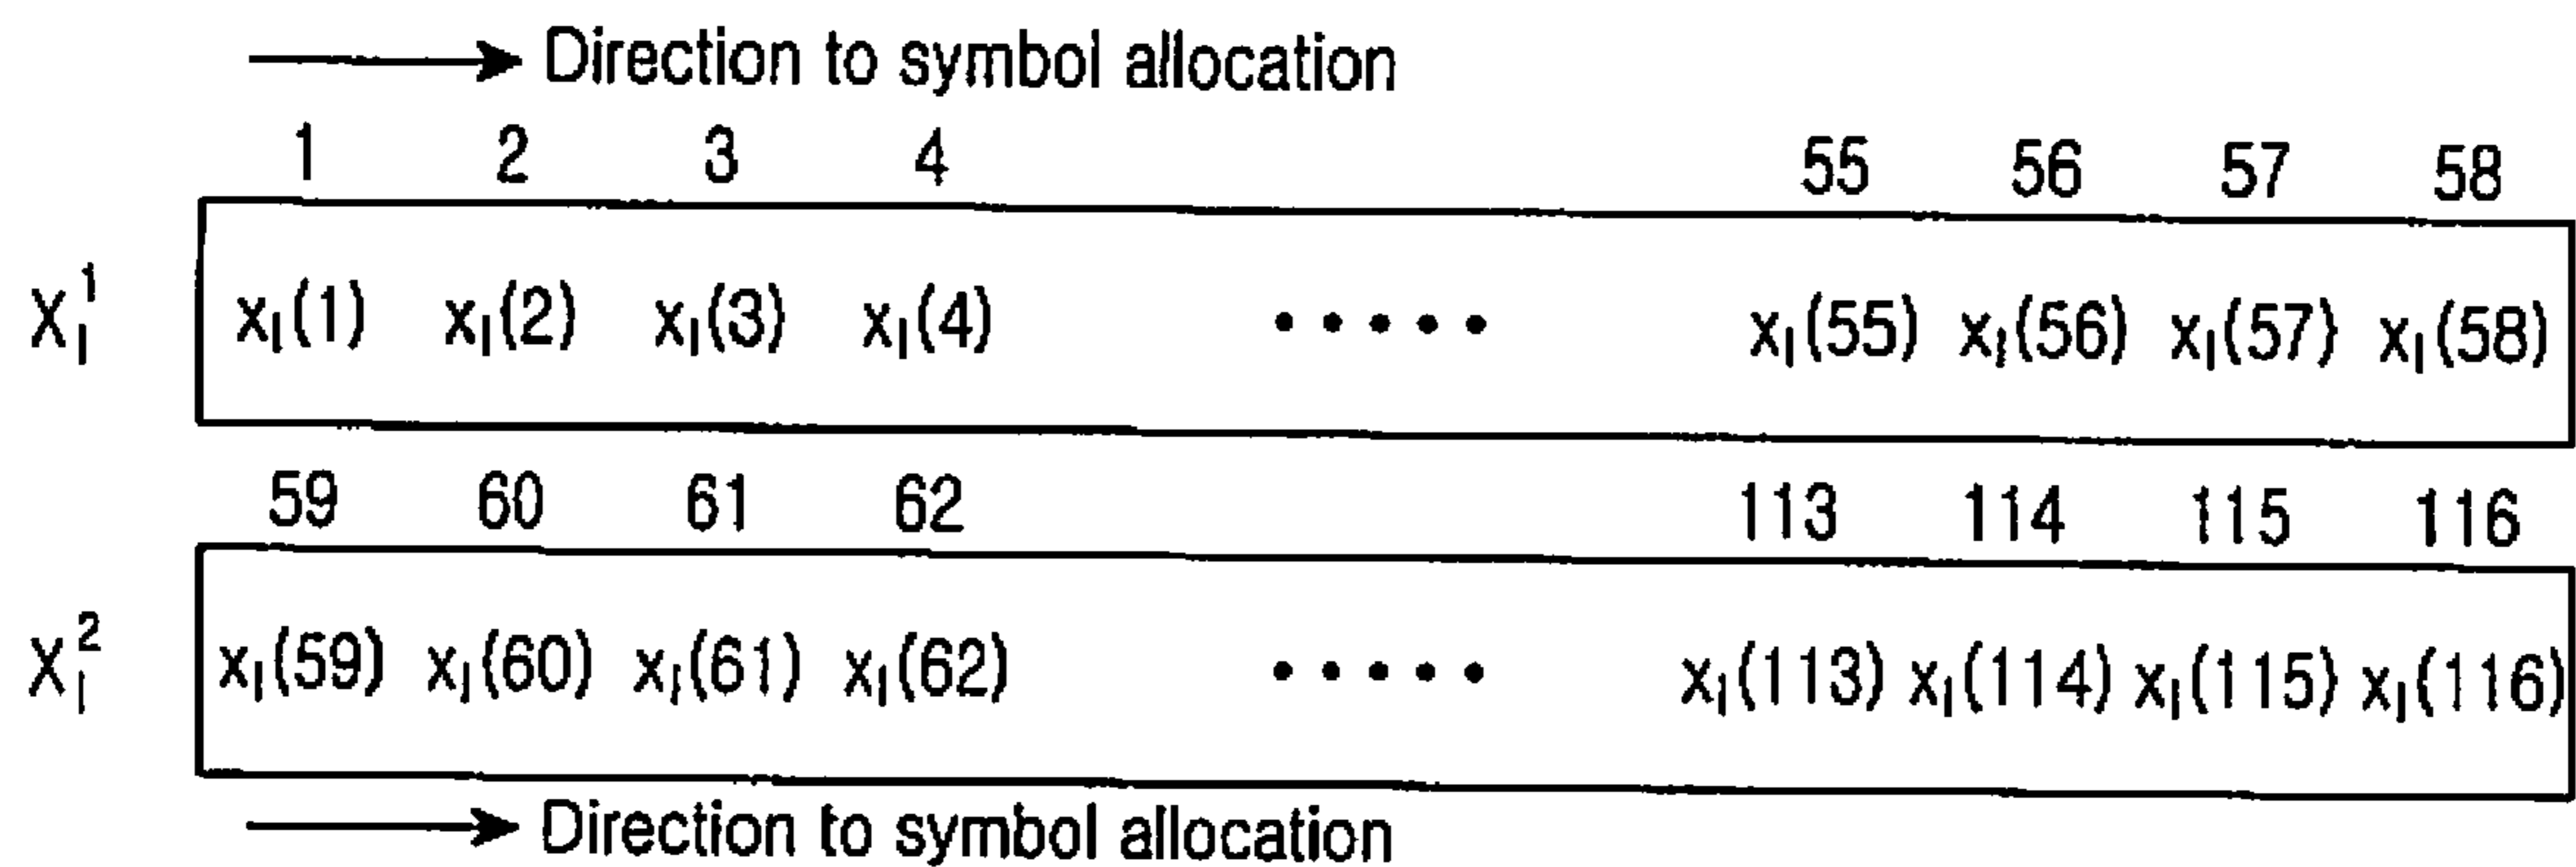 Direction to symbol allocation
1 2 3 4 55 56 57 58
X_l^1 x_l(1) x_l(2) x_l(3) x_l(4) ..... x_l(55) x_l(56) x_l(57) x_l(58)
59 60 61 62 113 114 115 116
X_l^2 x_l(59) x_l(60) x_l(61) x_l(62) ..... x_l(113) x_l(114) x_l(115) x_l(116)
Direction to symbol allocation